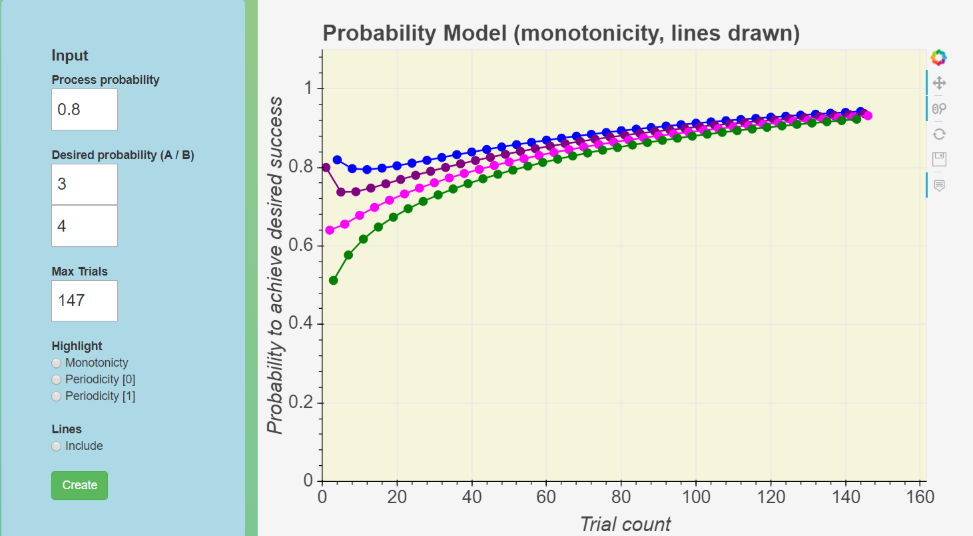 Input
Process probability
0.8
Desired probability (A / B)
3
4
Max Trials
147
Highlight
Monotonicty
Periodicity [0]
Periodicity [1]
Lines
Include
Create
Probability Model (monotonicity, lines drawn)
Probability to achieve desired success
1
0.8
0.6
0.4
0.2
0
0 20 40 60 80 100 120 140 160
Trial count